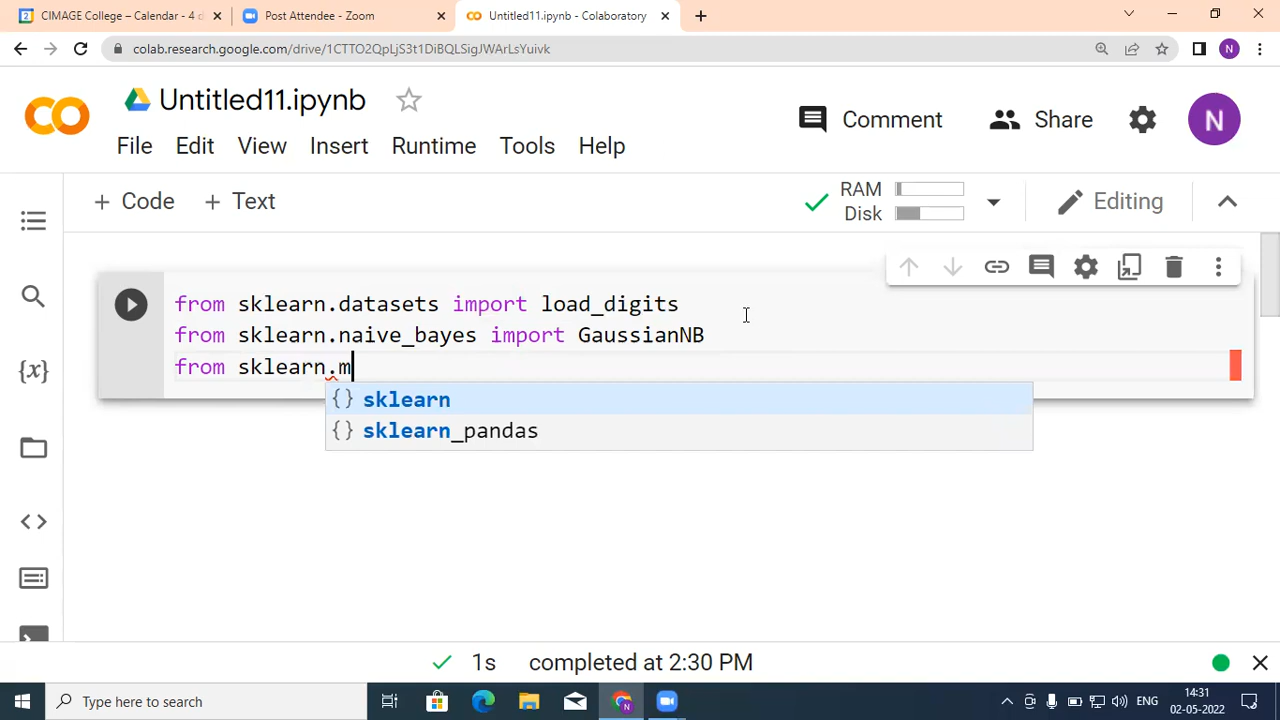 CIMAGE College – Calendar - 4 d
Post Attendee - Zoom
Untitled11.ipynb - Colaboratory
colab.research.google.com/drive/1CTTO2QpLjS3t1DiBQLSigJWArLsYuivk
N
Untitled11.ipynb
Comment
Share
N
File Edit View Insert Runtime Tools Help
+ Code + Text
RAM
Disk
Editing
from sklearn.datasets import load_digits
from sklearn.naive_bayes import GaussianNB
from sklearn.m
{} sklearn
{} sklearn_pandas
{x}
1s completed at 2:30 PM
Type here to search
ENG
14:31
02-05-2022